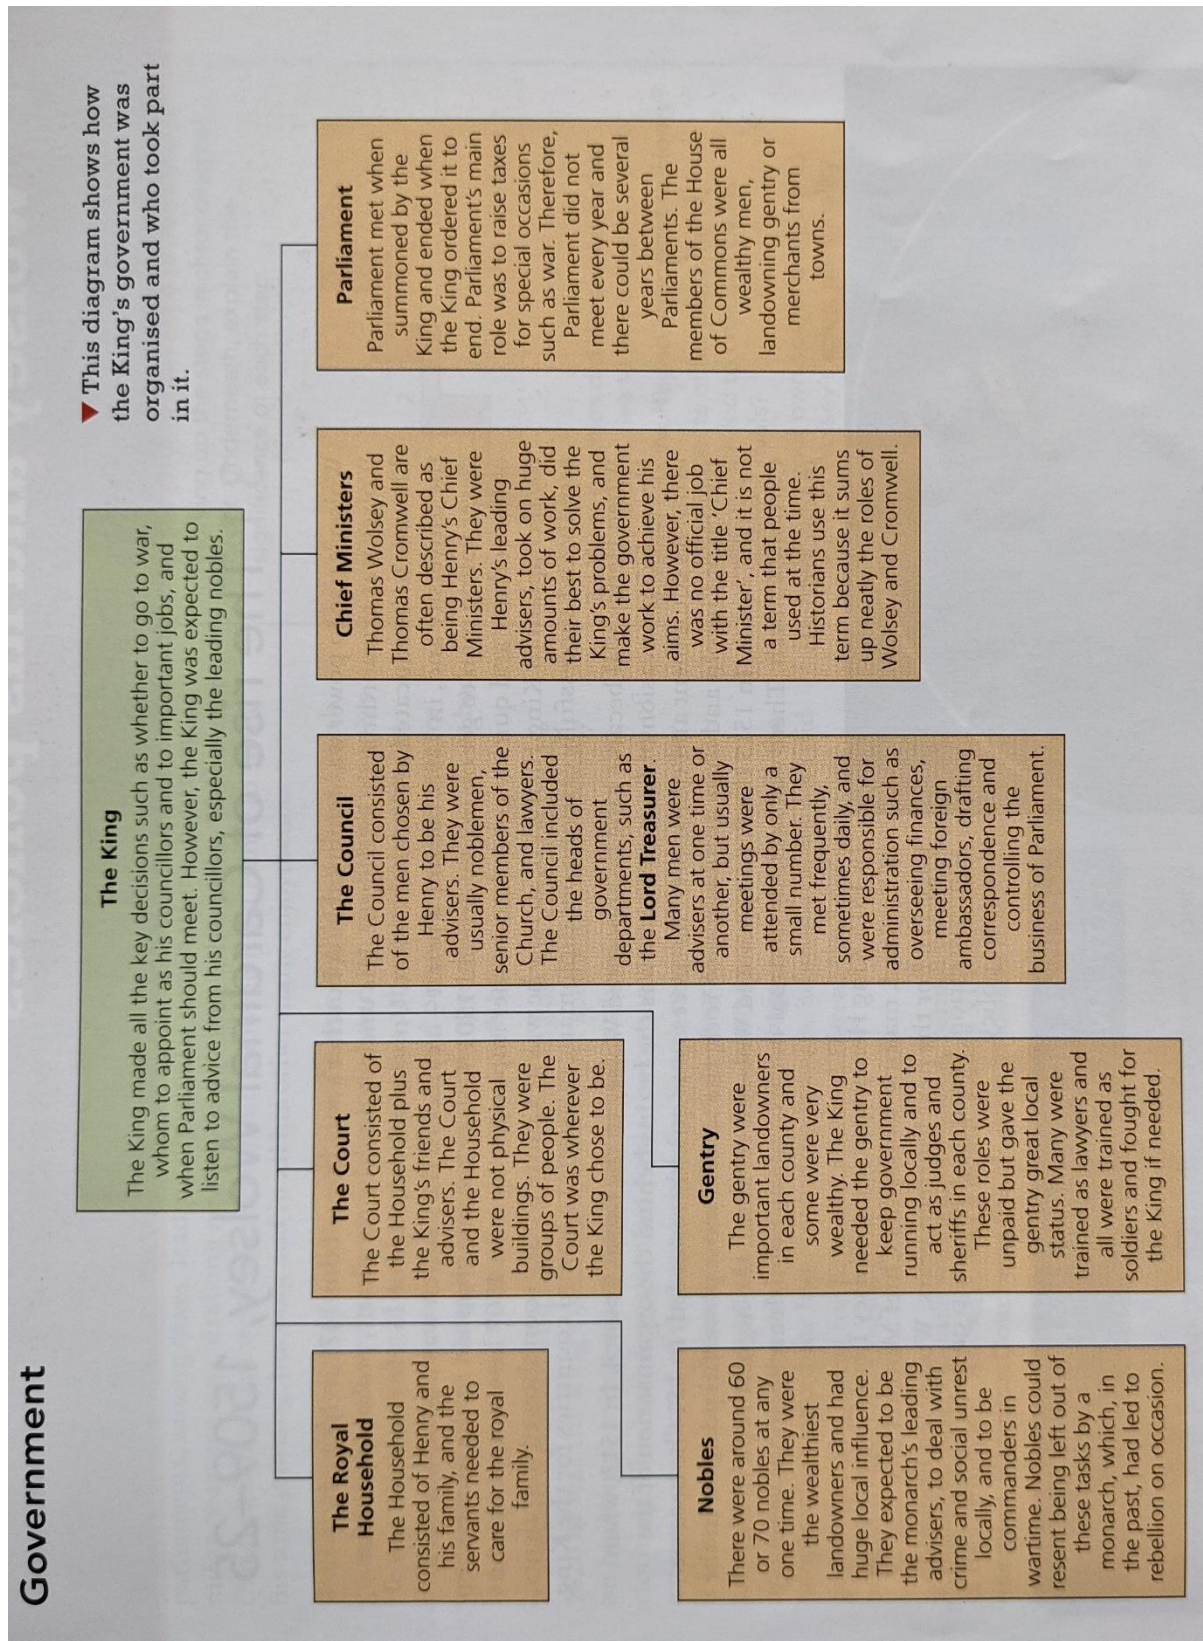 Government
▼ This diagram shows how
the King's government was
organised and who took part
in it.
The King
The King made all the key decisions such as whether to go to war,
whom to appoint as his councillors and to important jobs, and
when Parliament should meet. However, the King was expected to
listen to advice from his councillors, especially the leading nobles.
The Royal
Household
The Household
consisted of Henry and
his family, and the
servants needed to
care for the royal
family.
The Court
The Court consisted of
the Household plus
the King's friends and
advisers. The Court
and the Household
were not physical
buildings. They were
groups of people. The
Court was wherever
the King chose to be.
The Council
The Council consisted
of the men chosen by
Henry to be his
advisers. They were
usually noblemen,
senior members of the
Church, and lawyers.
The Council included
the heads of
government
departments, such as
the Lord Treasurer.
Many men were
advisers at one time or
another, but usually
meetings were
attended by only a
small number. They
met frequently,
sometimes daily, and
were responsible for
administration such as
overseeing finances,
meeting foreign
ambassadors, drafting
correspondence and
controlling the
business of Parliament.
Chief Ministers
Thomas Wolsey and
Thomas Cromwell are
often described as
being Henry's Chief
Ministers. They were
Henry's leading
advisers, took on huge
amounts of work, did
their best to solve the
King's problems, and
make the government
work to achieve his
aims. However, there
was no official job
with the title 'Chief
Minister', and it is not
a term that people
used at the time.
Historians use this
term because it sums
up neatly the roles of
Wolsey and Cromwell.
Parliament
Parliament met when
summoned by the
King and ended when
the King ordered it to
end. Parliament's main
role was to raise taxes
for special occasions
such as war. Therefore,
Parliament did not
meet every year and
there could be several
years between
Parliaments. The
members of the House
of Commons were all
wealthy men,
landowning gentry or
merchants from
towns.
Nobles
There were around 60
or 70 nobles at any
one time. They were
the wealthiest
landowners and had
huge local influence.
They expected to be
the monarch's leading
advisers, to deal with
crime and social unrest
locally, and to be
commanders in
wartime. Nobles could
resent being left out of
these tasks by a
monarch, which, in
the past, had led to
rebellion on occasion.
Gentry
The gentry were
important landowners
in each county and
some were very
wealthy. The King
needed the gentry to
keep government
running locally and to
act as judges and
sheriffs in each county.
These roles were
unpaid but gave the
gentry great local
status. Many were
trained as lawyers and
all were trained as
soldiers and fought for
the King if needed.